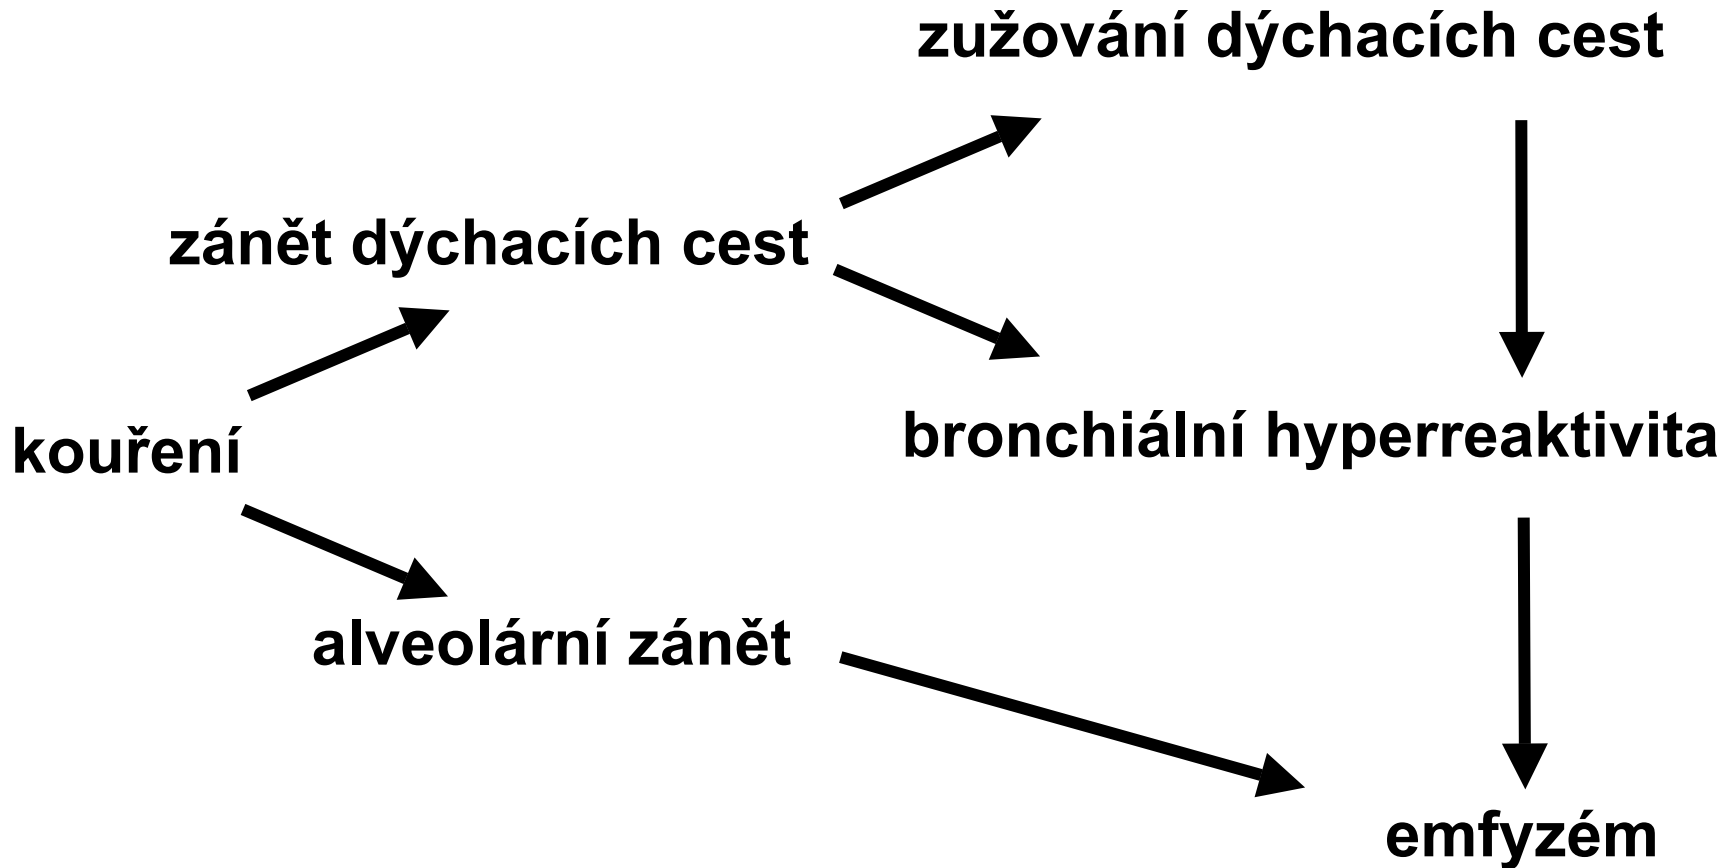 zužování dýchacích cest
zánět dýchacích cest
bronchiální hyperreaktivita
kouření
alveolární zánět
emfyzém